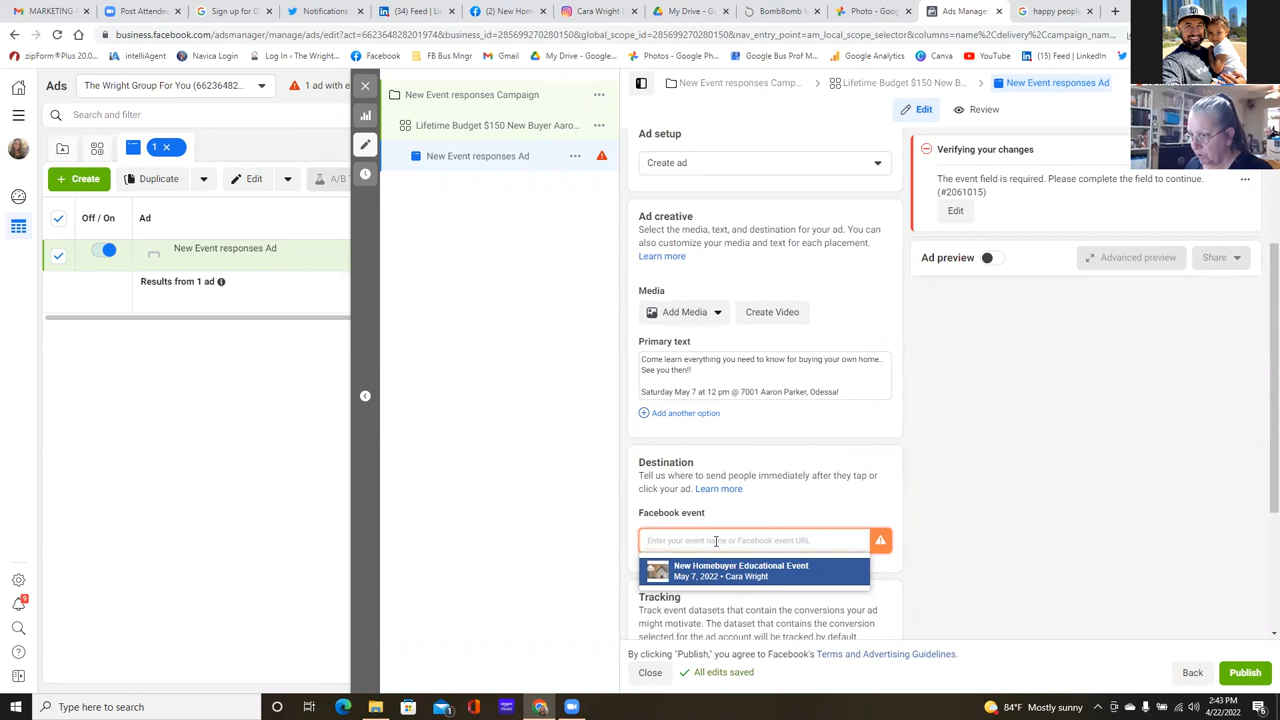 MARKETING
(34) Feed | 
Sign up for G
Notifications
(34) Feed | L
BombBomb: New Ho
Cara Wright (
My Drive - G
BombBomb V
Photo - Goo
Ads Manager
happy people
business.facebook.com/adsmanager/manage/ads/edit?act=662364828201974&business_id=285699270280150&global_scope_id=285699270280150&nav_entry_point=am_local_scope_selector&columns=name%2Cdelivery%2Ccampaign_nam...
zipForm® Plus 20.0...
intelliAgent
Navica Login
In - The Wright...
Facebook
FB Bus Mngr
Gmail
My Drive - Google...
Photos - Google P...
Google Bus Prof M...
Google Analytics
Canva
YouTube
(15) Feed | LinkedIn
Ads
The Wright Group For You (66236482...
1 ad with e
Search and filter
1
+ Create
Duplicate
Edit
A/B T
Off / On
Ad
New Event responses Ad
Results from 1 ad
New Event responses Campaign
Lifetime Budget $150 New Buyer Aaro...
New Event responses Ad
New Event responses Camp...
Lifetime Budget $150 New B...
New Event responses Ad
Edit
Review
Ad setup
Create ad
Ad creative
Select the media, text, and destination for your ad. You can
also customize your media and text for each placement.
Learn more
Media
Add Media
Create Video
Primary text
Come learn everything you need to know for buying your own home..
See you then!!
Saturday May 7 at 12 pm @ 7001 Aaron Parker, Odessa!
Add another option
Destination
Tell us where to send people immediately after they tap or
click your ad. Learn more
Facebook event
Enter your event name or Facebook event URL
New Homebuyer Educational Event
May 7, 2022 • Cara Wright
Tracking
Track event datasets that contain the conversions your ad
might motivate. The dataset that contains the conversion
selected for the ad account will be tracked by default
By clicking "Publish," you agree to Facebook's Terms and Advertising Guidelines.
Close
All edits saved
Back
Publish
Verifying your changes
The event field is required. Please complete the field to continue.
(#2061015)
Edit
Ad preview
Advanced preview
Share
Type here to search
84°F Mostly sunny
2:43 PM
4/22/2022